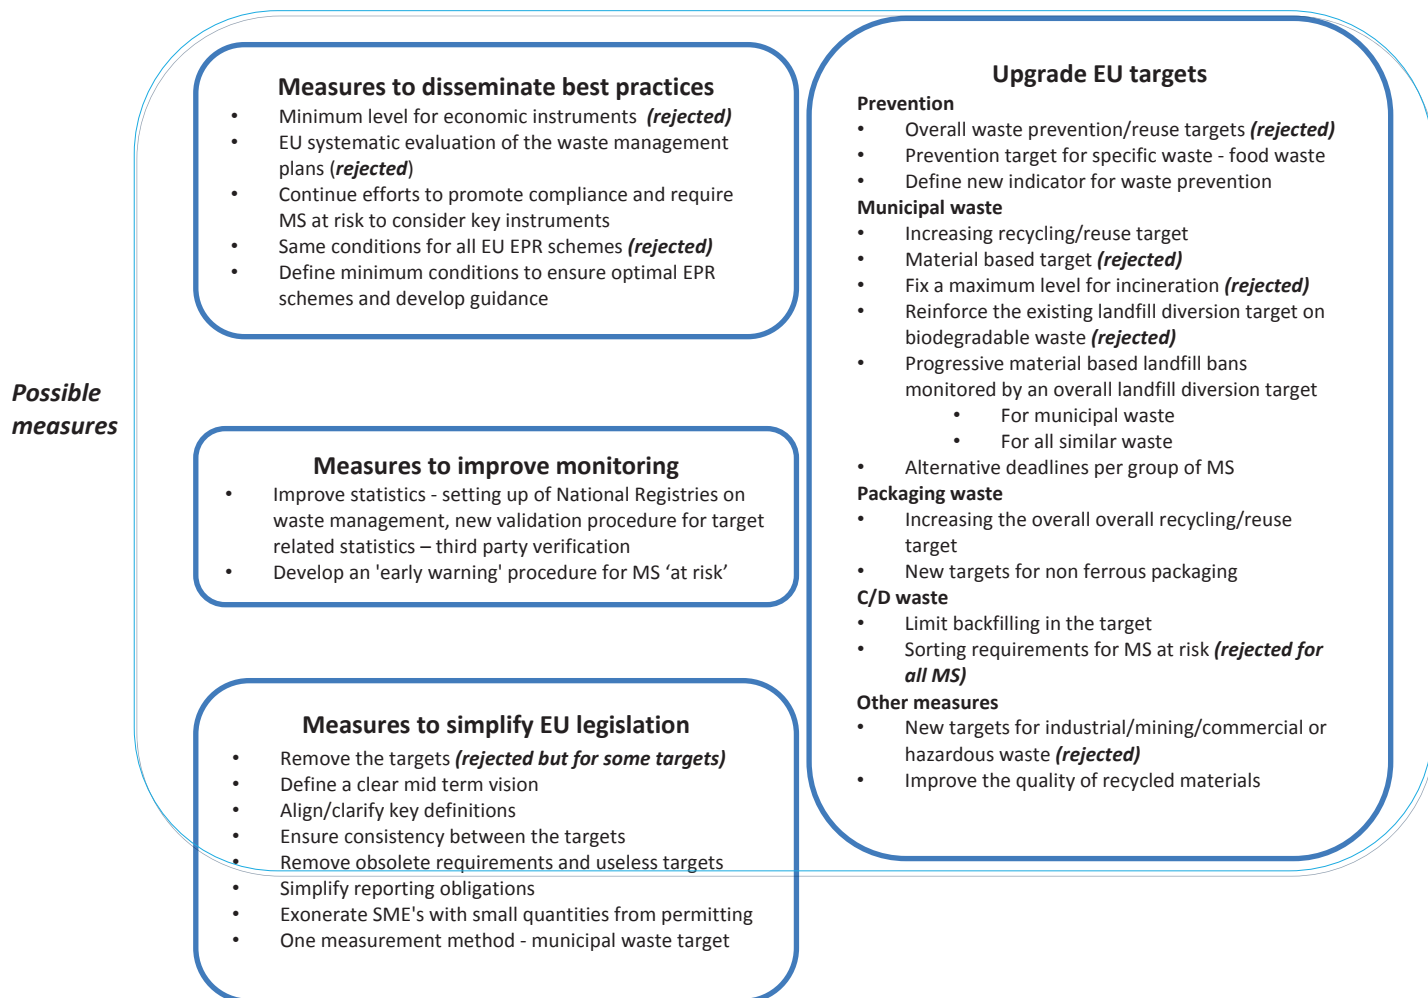 Possible
measures
Measures to disseminate best practices
• Minimum level for economic instruments (rejected)
• EU systematic evaluation of the waste management
plans (rejected)
• Continue efforts to promote compliance and require
MS at risk to consider key instruments
• Same conditions for all EU EPR schemes (rejected)
• Define minimum conditions to ensure optimal EPR
schemes and develop guidance
Measures to improve monitoring
• Improve statistics - setting up of National Registries on
waste management, new validation procedure for target
related statistics – third party verification
• Develop an 'early warning' procedure for MS ‘at risk’
Measures to simplify EU legislation
• Remove the targets (rejected but for some targets)
• Define a clear mid term vision
• Align/clarify key definitions
• Ensure consistency between the targets
• Remove obsolete requirements and useless targets
• Simplify reporting obligations
• Exonerate SME's with small quantities from permitting
• One measurement method - municipal waste target
Upgrade EU targets
Prevention
• Overall waste prevention/reuse targets (rejected)
• Prevention target for specific waste - food waste
• Define new indicator for waste prevention
Municipal waste
• Increasing recycling/reuse target
• Material based target (rejected)
• Fix a maximum level for incineration (rejected)
• Reinforce the existing landfill diversion target on
biodegradable waste (rejected)
• Progressive material based landfill bans
monitored by an overall landfill diversion target
• For municipal waste
• For all similar waste
• Alternative deadlines per group of MS
Packaging waste
• Increasing the overall overall recycling/reuse
target
• New targets for non ferrous packaging
C/D waste
• Limit backfilling in the target
• Sorting requirements for MS at risk (rejected for
all MS)
Other measures
• New targets for industrial/mining/commercial or
hazardous waste (rejected)
• Improve the quality of recycled materials